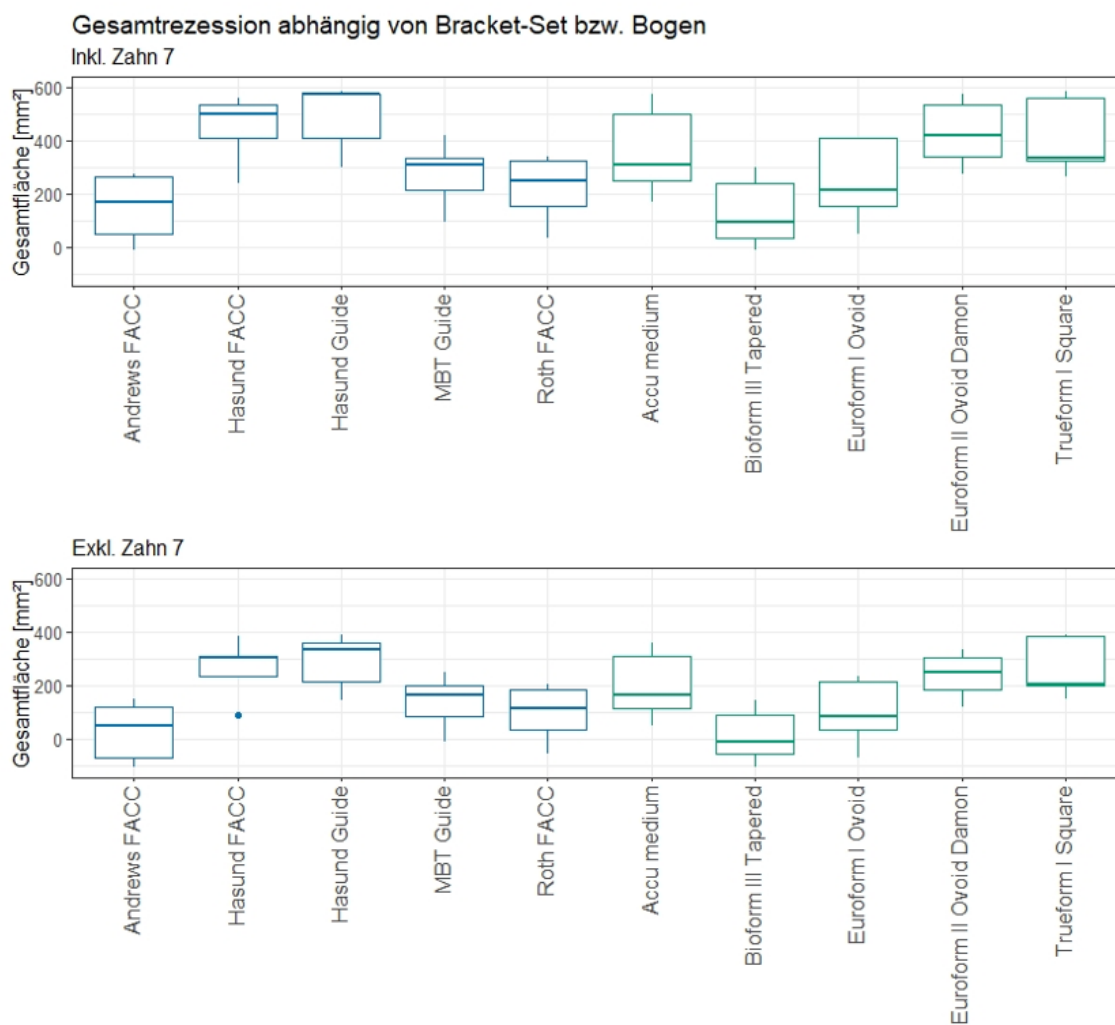 Gesamtrezession abhängig von Bracket-Set bzw. Bogen
Inkl. Zahn 7
Gesamtfläche [mm²]
600
400
200
0
Andrews FACC
Hasund FACC
Hasund Guide
MBT Guide
Roth FACC
Accu medium
Bioform III Tapered
Euroform I Ovoid
Euroform II Ovoid Damon
Trueform I Square
Exkl. Zahn 7
Gesamtfläche [mm²]
600
400
200
0
Andrews FACC
Hasund FACC
Hasund Guide
MBT Guide
Roth FACC
Accu medium
Bioform III Tapered
Euroform I Ovoid
Euroform II Ovoid Damon
Trueform I Square